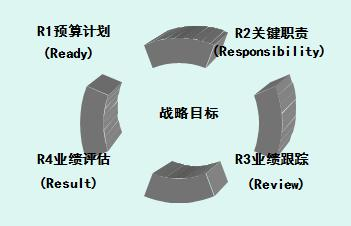 R1预算计划
(Ready)
R2关键职责
(Responsibility)
战略目标
R4业绩评估
(Result)
R3业绩跟踪
(Review)